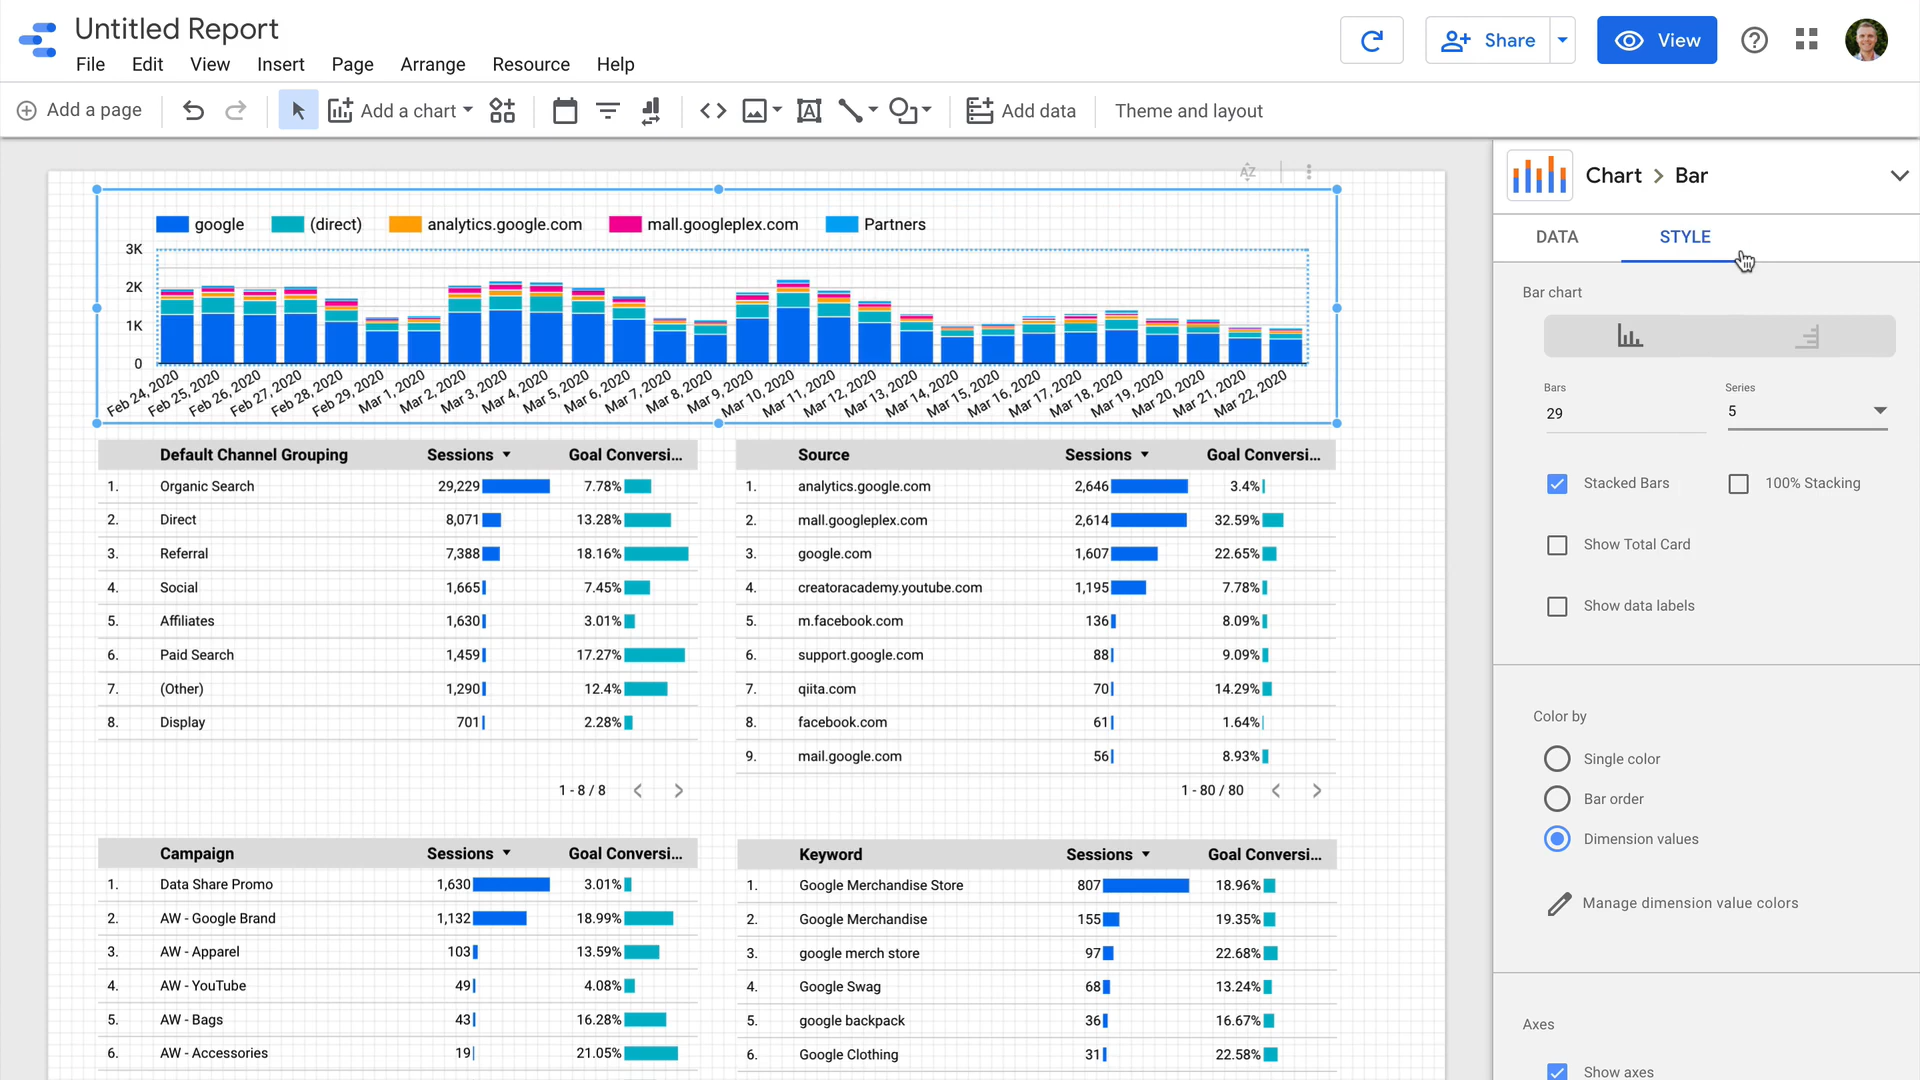 Untitled Report
File Edit View Insert Page Arrange Resource Help
Share
View
Add a page
Add a chart
Add data
Theme and layout
AZ
google (direct) analytics.google.com mall.googleplex.com Partners
3K
2K
1K
0
Feb 24, 2020 Feb 25, 2020 Feb 26, 2020 Feb 27, 2020 Feb 28, 2020 Feb 29, 2020 Mar 1, 2020 Mar 2, 2020 Mar 3, 2020 Mar 4, 2020 Mar 5, 2020 Mar 6, 2020 Mar 7, 2020 Mar 8, 2020 Mar 9, 2020 Mar 10, 2020 Mar 11, 2020 Mar 12, 2020 Mar 13, 2020 Mar 14, 2020 Mar 15, 2020 Mar 16, 2020 Mar 17, 2020 Mar 18, 2020 Mar 19, 2020 Mar 20, 2020 Mar 21, 2020 Mar 22, 2020
Default Channel Grouping Sessions Goal Conversi...
1. Organic Search 29,229 7.78%
2. Direct 8,071 13.28%
3. Referral 7,388 18.16%
4. Social 1,665 7.45%
5. Affiliates 1,630 3.01%
6. Paid Search 1,459 17.27%
7. (Other) 1,290 12.4%
8. Display 701 2.28%
1 - 8 / 8
Source Sessions Goal Conversi...
1. analytics.google.com 2,646 3.4%
2. mall.googleplex.com 2,614 32.59%
3. google.com 1,607 22.65%
4. creatoracademy.youtube.com 1,195 7.78%
5. m.facebook.com 136 8.09%
6. support.google.com 88 9.09%
7. qiita.com 70 14.29%
8. facebook.com 61 1.64%
9. mail.google.com 56 8.93%
1 - 80 / 80
Campaign Sessions Goal Conversi...
1. Data Share Promo 1,630 3.01%
2. AW - Google Brand 1,132 18.99%
3. AW - Apparel 103 13.59%
4. AW - YouTube 49 4.08%
5. AW - Bags 43 16.28%
6. AW - Accessories 19 21.05%
Keyword Sessions Goal Conversi...
1. Google Merchandise Store 807 18.96%
2. Google Merchandise 155 19.35%
3. google merch store 97 22.68%
4. Google Swag 68 13.24%
5. google backpack 36 16.67%
6. Google Clothing 31 22.58%
Chart > Bar
DATA STYLE
Bar chart
Bars Series
29 5
Stacked Bars 100% Stacking
Show Total Card
Show data labels
Color by
Single color
Bar order
Dimension values
Manage dimension value colors
Axes
Show axes